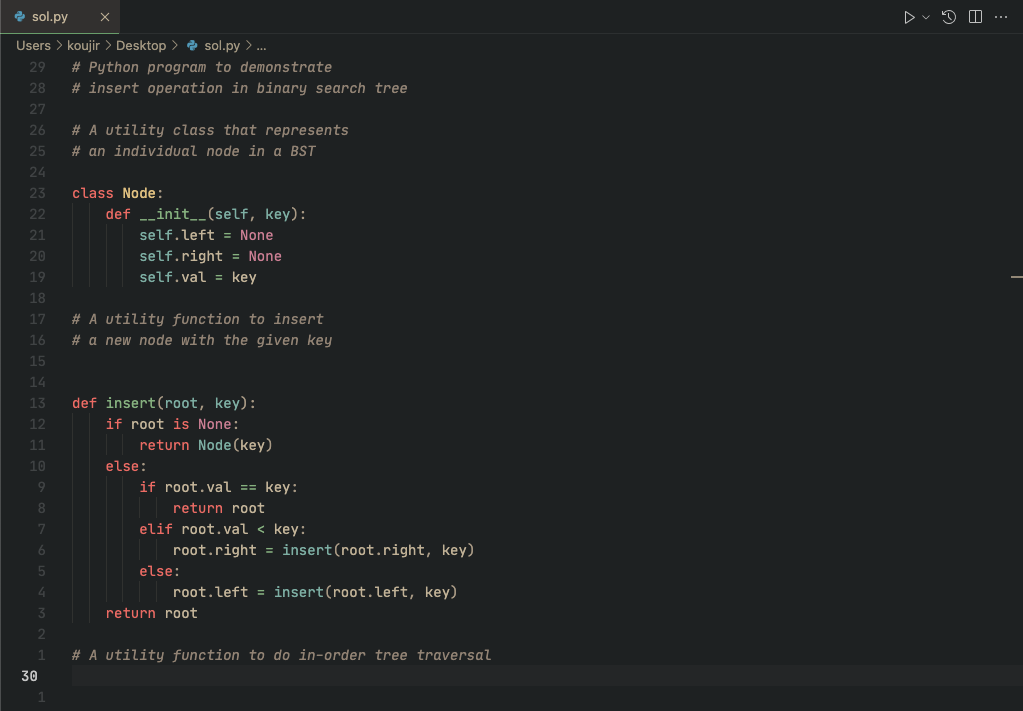 sol.py
Users > koujir > Desktop > sol.py > ...
29 # Python program to demonstrate
28 # insert operation in binary search tree
27
26 # A utility class that represents
25 # an individual node in a BST
24
23 class Node:
22     def __init__(self, key):
21         self.left = None
20         self.right = None
19         self.val = key
18
17 # A utility function to insert
16 # a new node with the given key
15
14
13 def insert(root, key):
12     if root is None:
11         return Node(key)
10     else:
9         if root.val == key:
8             return root
7         elif root.val < key:
6             root.right = insert(root.right, key)
5         else:
4             root.left = insert(root.left, key)
3     return root
2
1 # A utility function to do in-order tree traversal
30
1